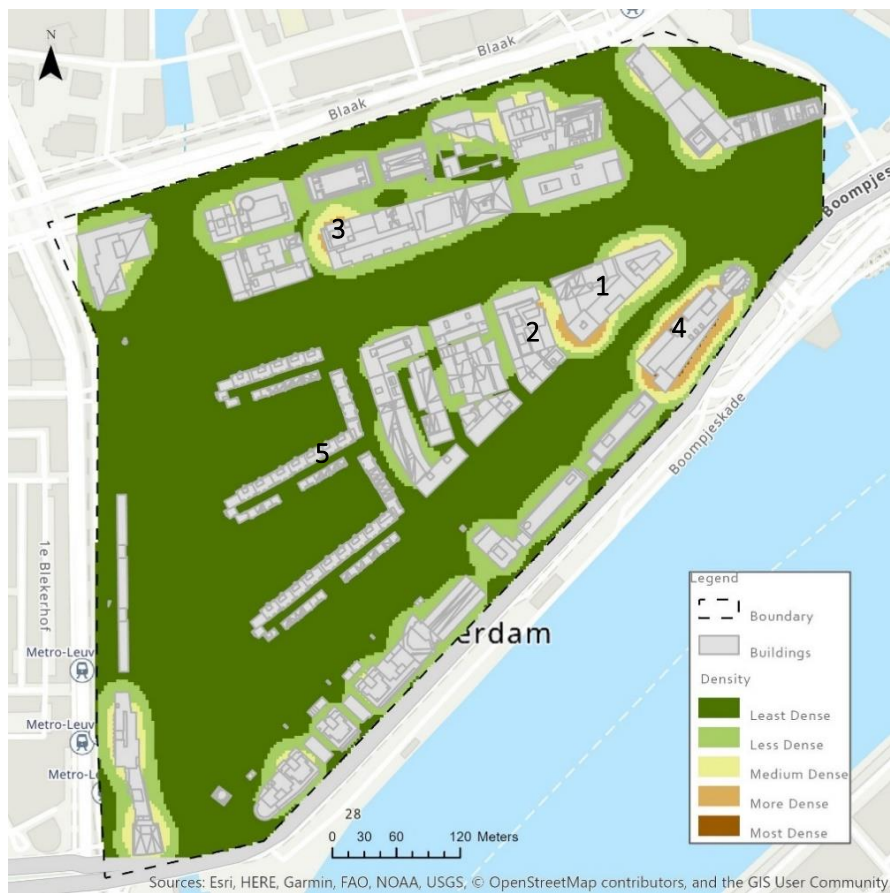 N
Blaak
Blaak
Boompjesk
3
1
2
4
5
Boompjeskade
1e Blekerhof
erdam
Metro-Leuv
Metro-Leuv
Metro-L
Legend
Boundary
Buildings
Density
Least Dense
Less Dense
Medium Dense
More Dense
Most Dense
28
0 30 60 120 Meters
Sources: Esri, HERE, Garmin, FAO, NOAA, USGS, © OpenStreetMap contributors, and the GIS User Community